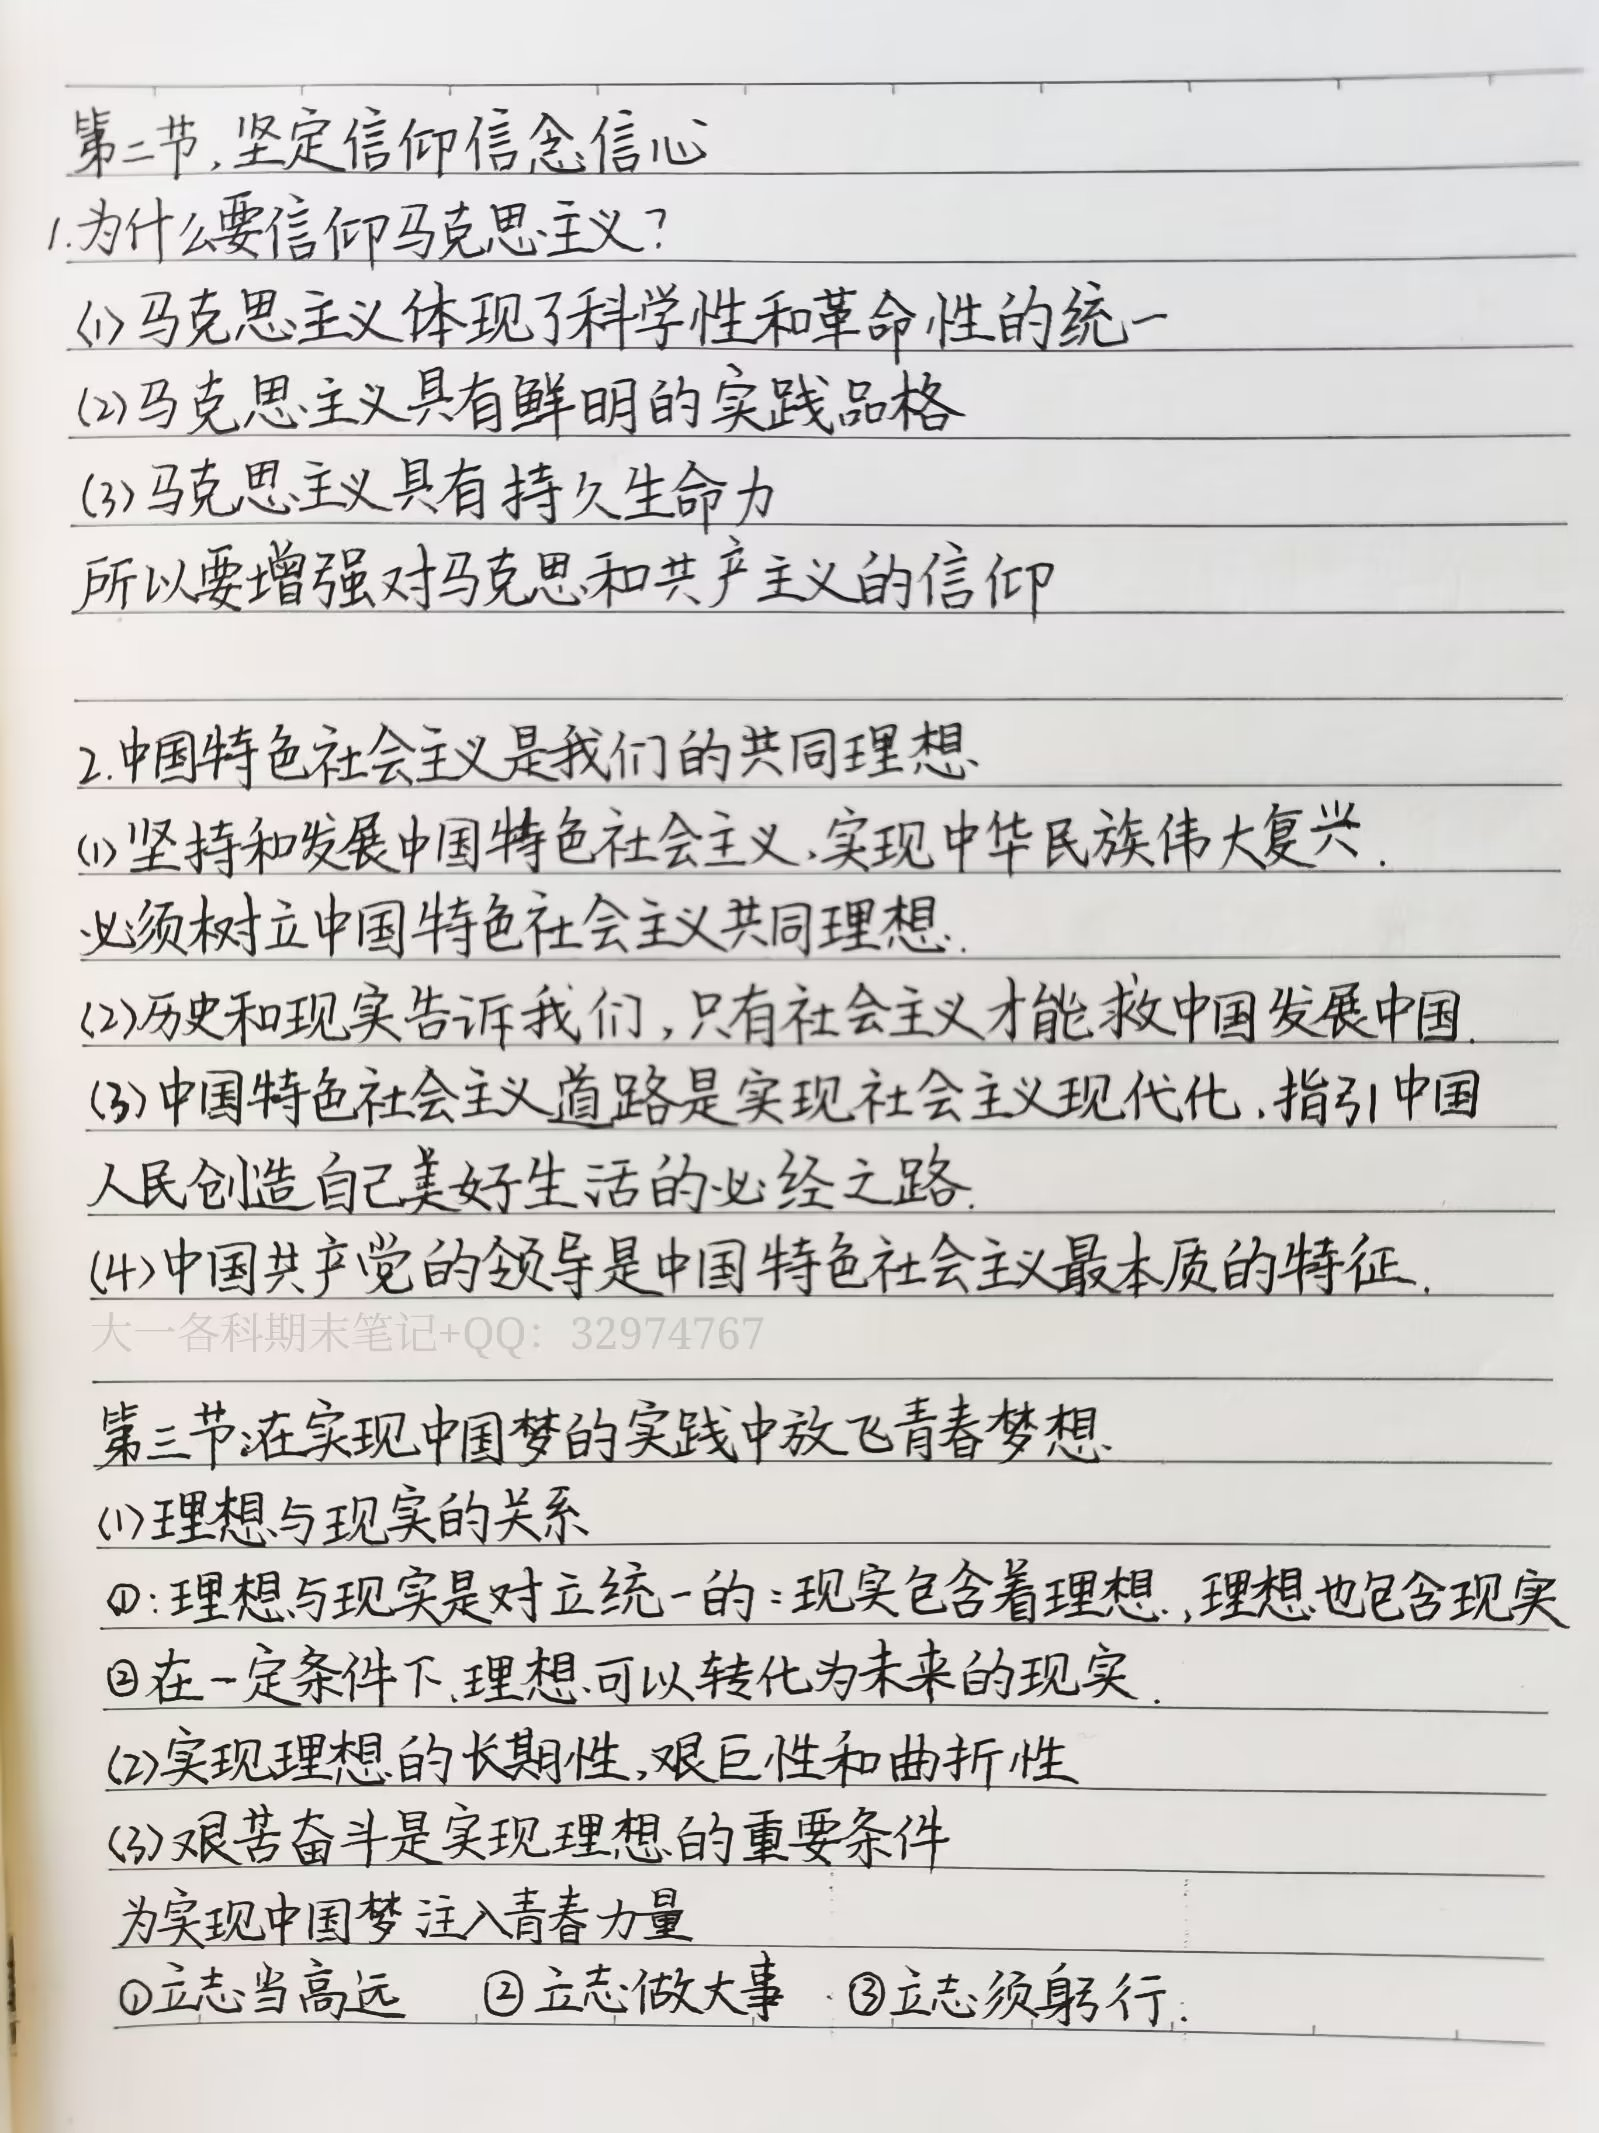 第二节,坚定信仰信念信心
1.为什么要信仰马克思主义?
(1)马克思主义体现了科学性和革命性的统一
(2)马克思主义具有鲜明的实践品格
(3)马克思主义具有持久生命力
所以要增强对马克思和共产主义的信仰
2.中国特色社会主义是我们的共同理想
(1)坚持和发展中国特色社会主义、实现中华民族伟大复兴.
必须树立中国特色社会主义共同理想.
(2)历史和现实告诉我们,只有社会主义才能救中国发展中国.
(3)中国特色社会主义道路是实现社会主义现代化、指引中国
人民创造自己美好生活的必经之路.
(4)中国共产党的领导是中国特色社会主义最本质的特征.
大一各科期末笔记+QQ：32974767
第三节:在实现中国梦的实践中放飞青春梦想
(1)理想与现实的关系
①:理想与现实是对立统一的:现实包含着理想,理想也包含现实
②在一定条件下、理想可以转化为未来的现实.
(2)实现理想的长期性,艰巨性和曲折性
(3)艰苦奋斗是实现理想的重要条件
为实现中国梦注入青春力量
①立志当高远 ②立志做大事 ③立志须躬行.